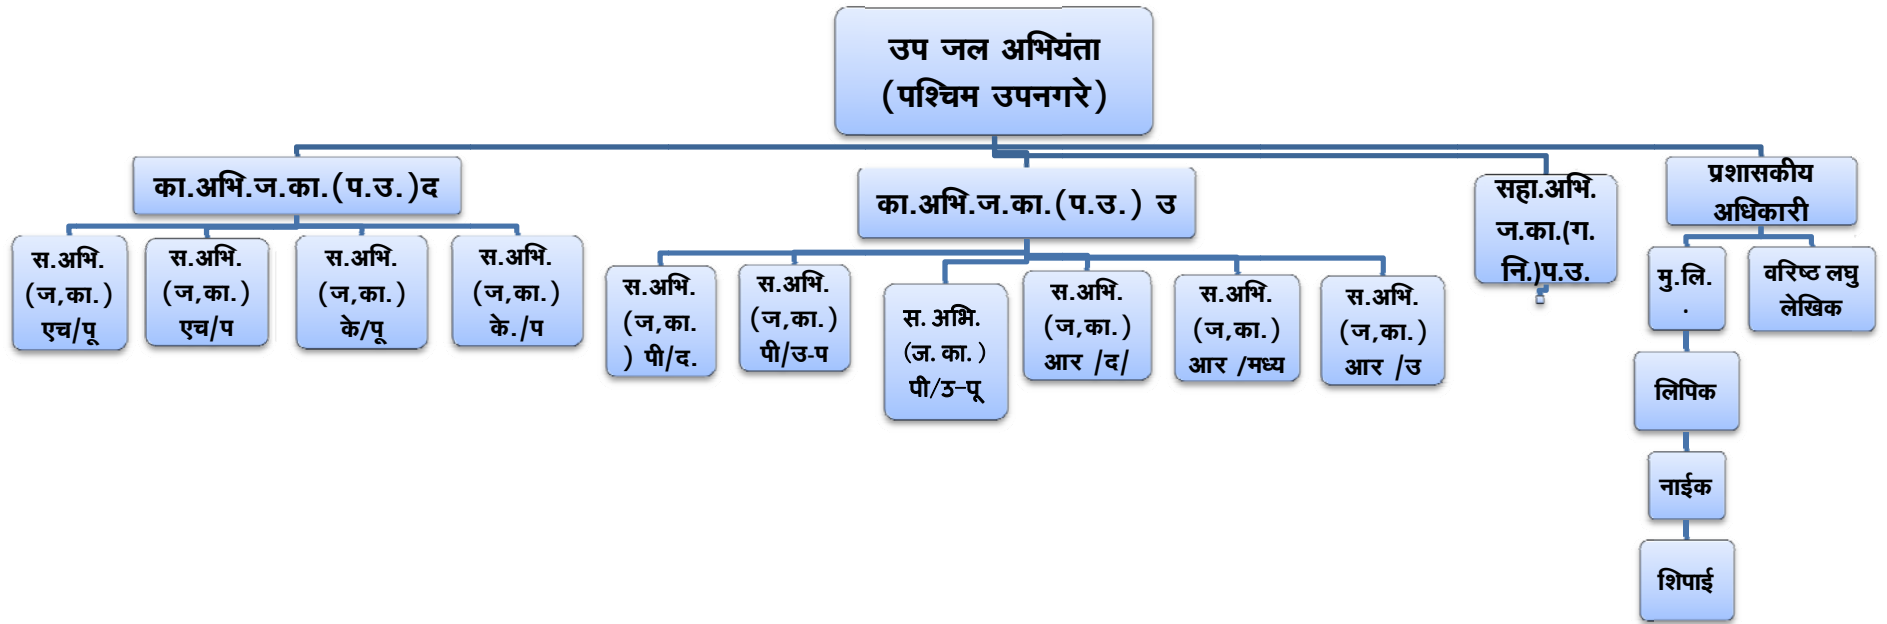 उप जल अभियंता
(पश्चिम उपनगरे)
का.अभि.ज.का.(प.उ.)द
का.अभि.ज.का.(प.उ.) उ
सहा.अभि.
ज.का.(ग.
नि.)प.उ.
प्रशासकीय
अधिकारी
स.अभि.
(ज,का.)
एच/पू
स.अभि.
(ज,का.)
एच/प
स.अभि.
(ज,का.)
के/पू
स.अभि.
(ज,का.)
के./प
स.अभि.
(ज,का.
) पी/द.
स.अभि.
(ज,का.)
पी/उ-प
स. अभि.
(ज. का. )
पी/उ-पू
स.अभि.
(ज,का.)
आर /द/
स.अभि.
(ज,का.)
आर /मध्य
स.अभि.
(ज,का.)
आर /उ
मु.लि.
.
वरिष्ठ लघु
लेखिक
लिपिक
नाईक
शिपाई